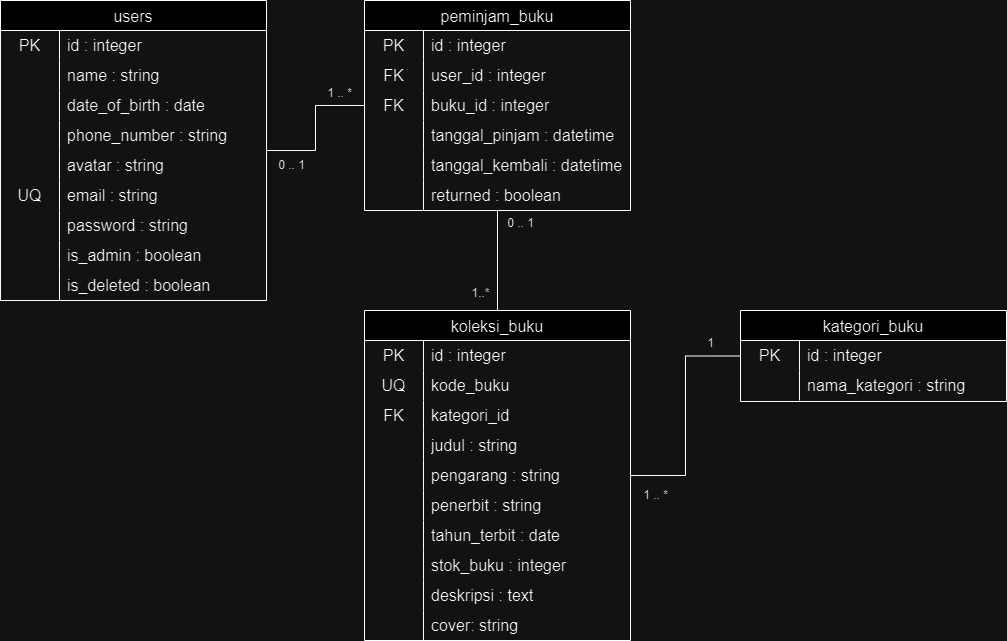 users
PK id : integer
name : string
date_of_birth : date
phone_number : string
avatar : string
UQ email : string
password : string
is_admin : boolean
is_deleted : boolean
0 .. 1
1 .. *
peminjam_buku
PK id : integer
FK user_id : integer
FK buku_id : integer
tanggal_pinjam : datetime
tanggal_kembali : datetime
returned : boolean
0 .. 1
1..*
koleksi_buku
PK id : integer
UQ kode_buku
FK kategori_id
judul : string
pengarang : string
penerbit : string
tahun_terbit : date
stok_buku : integer
deskripsi : text
cover: string
1 .. *
1
kategori_buku
PK id : integer
nama_kategori : string